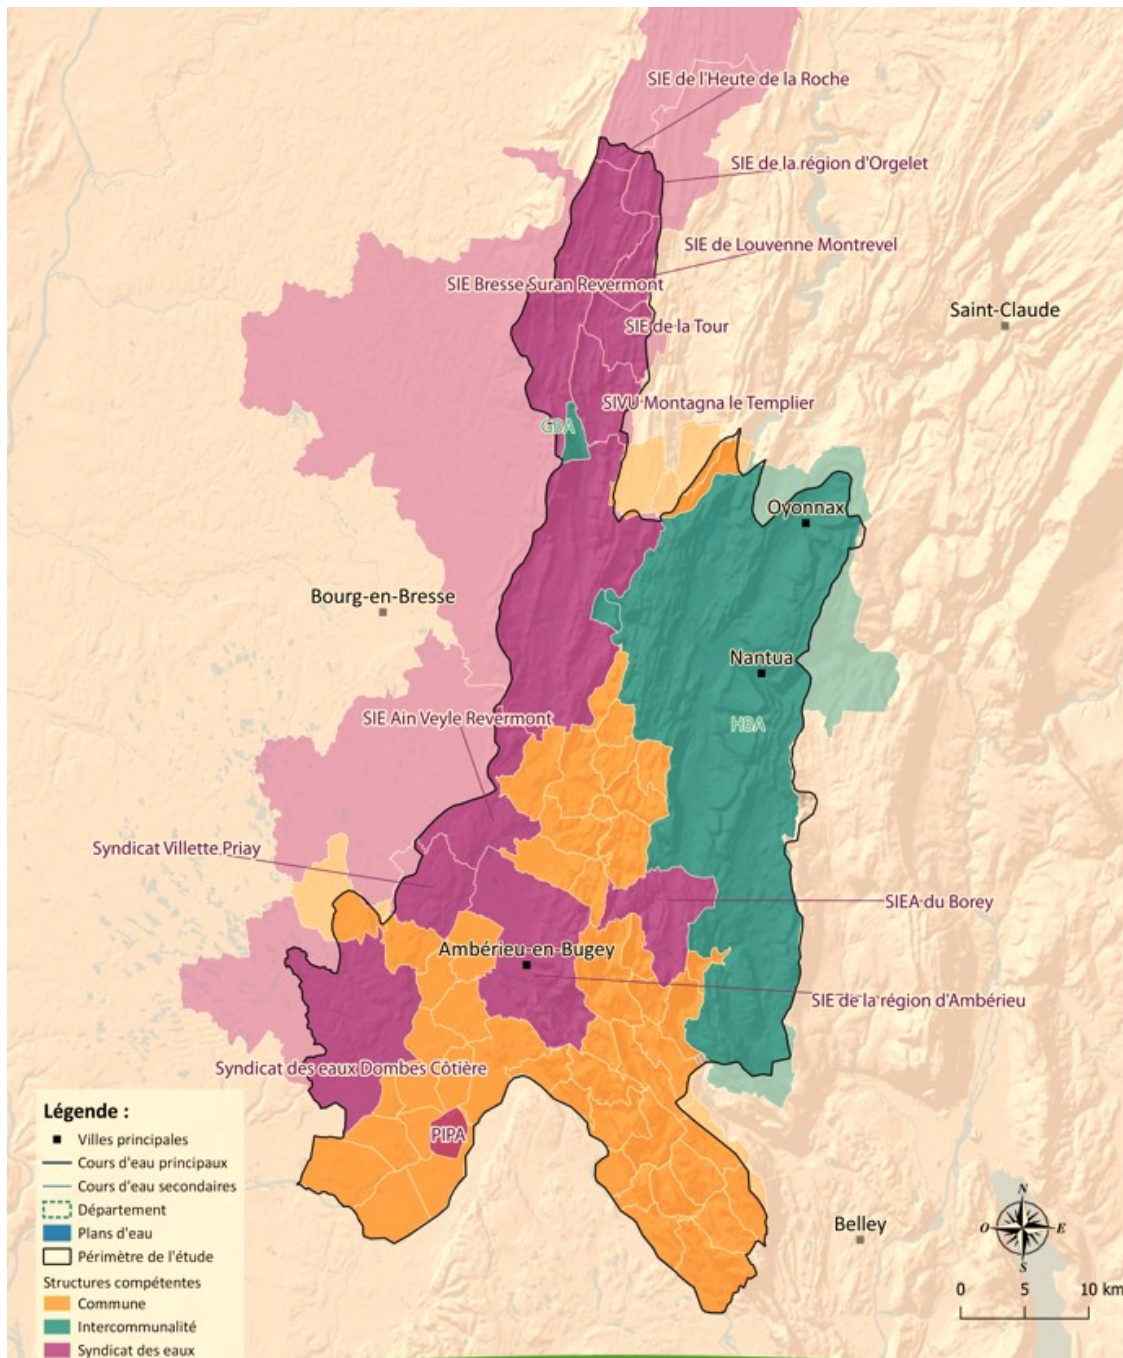 SIE de l'Heute de la Roche
SIE de la région d'Orgelet
SIE de Louvenne Montrevel
SIE Bresse Suran Revermont
Saint-Claude
SIE de la Tour
SIVU Montagna le Templier
GBA
Oyonnax
Bourg-en-Bresse
Nantua
SIE Ain Veyle Revermont
HBA
Syndicat Villette Priay
SIEA du Borey
Ambérieu-en-Bugey
SIE de la région d'Ambérieu
Syndicat des eaux Dombes Côtière
PIPA
Belley
Légende :
Villes principales
Cours d'eau principaux
Cours d'eau secondaires
Département
Plans d'eau
Périmètre de l'étude
Structures compétentes
Commune
Intercommunalité
Syndicat des eaux
N
O E
S
0 5 10 km